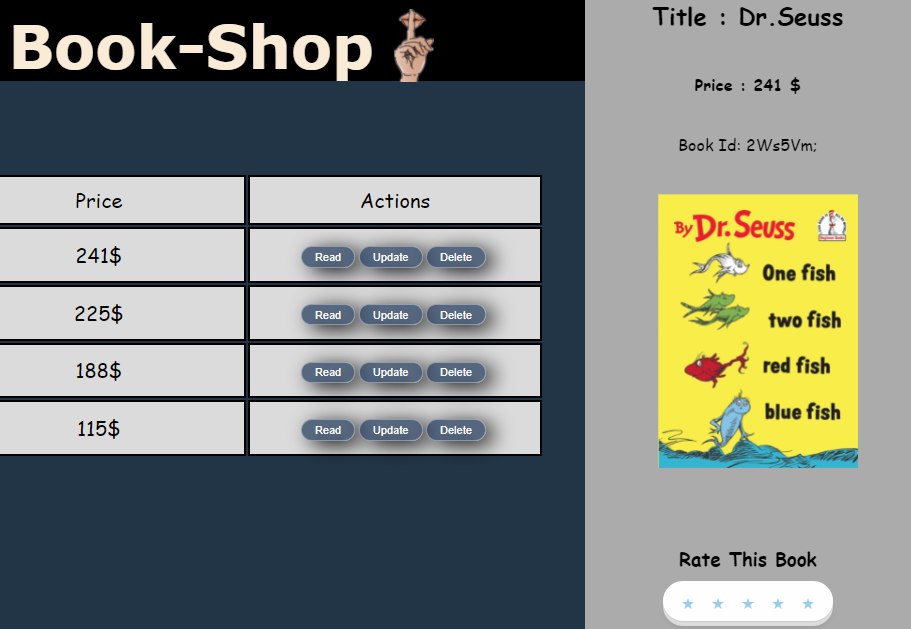 Book-Shop
Price Actions
241$ Read Update Delete
225$ Read Update Delete
188$ Read Update Delete
115$ Read Update Delete
Title : Dr.Seuss
Price : 241 $
Book Id: 2Ws5Vm;
By Dr. Seuss
One fish
two fish
red fish
blue fish
Rate This Book